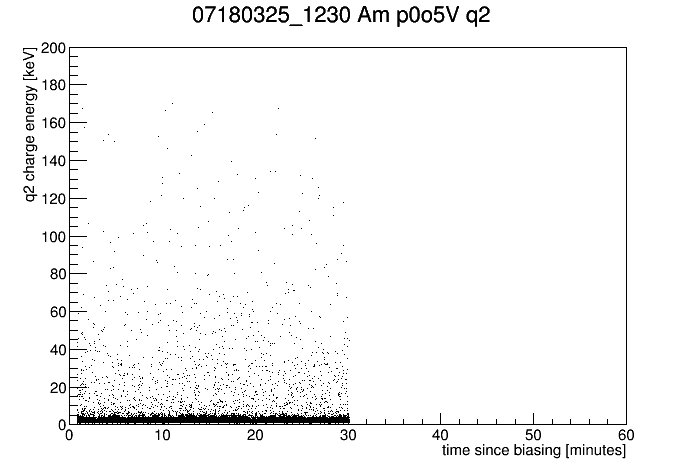 07180325_1230 Am p0o5V q2
q2 charge energy [keV]
200
180
160
140
120
100
80
60
40
20
0
0 10 20 30 40 50 60
time since biasing [minutes]